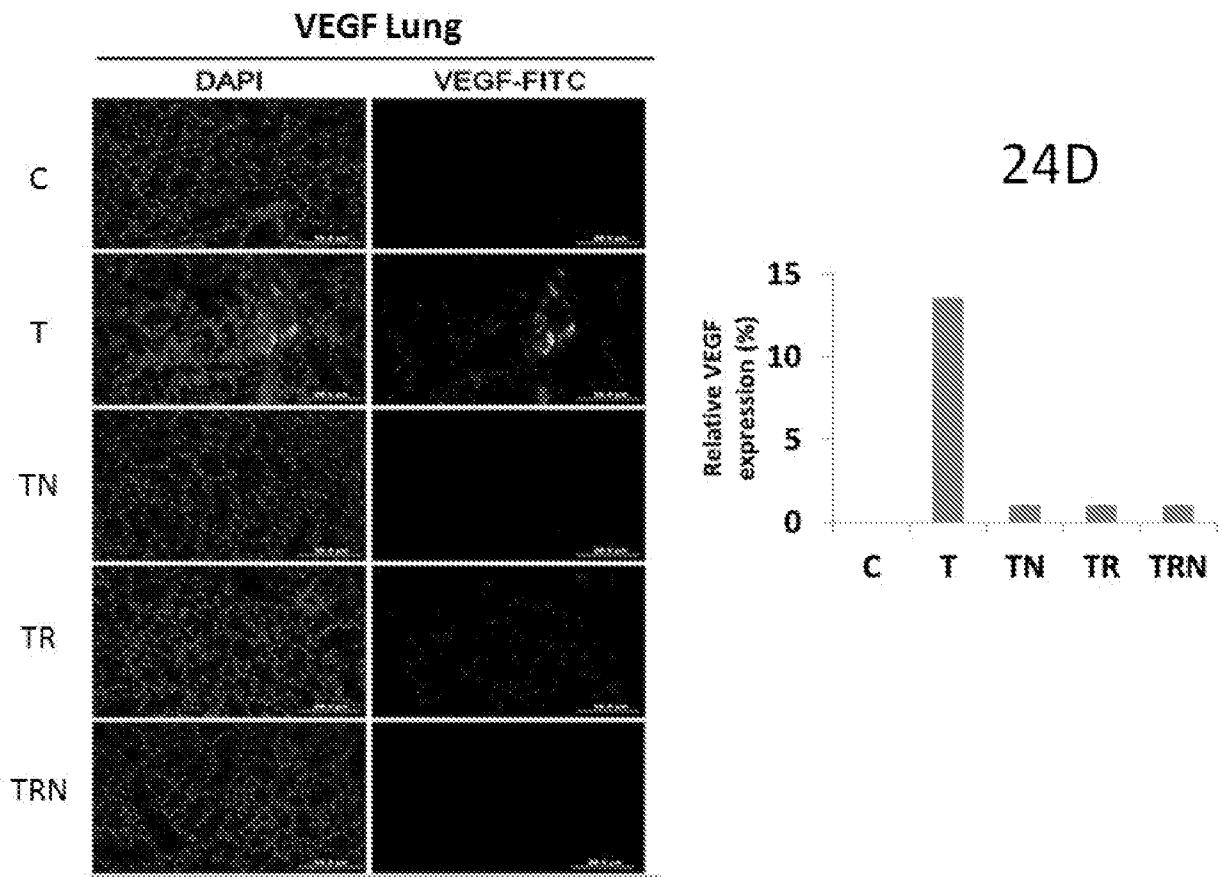 VEGF Lung
DAPI VEGF-FITC
C
T
TN
TR
TRN
24D
Relative VEGF
expression (%)
15
10
5
0
C T TN TR TRN